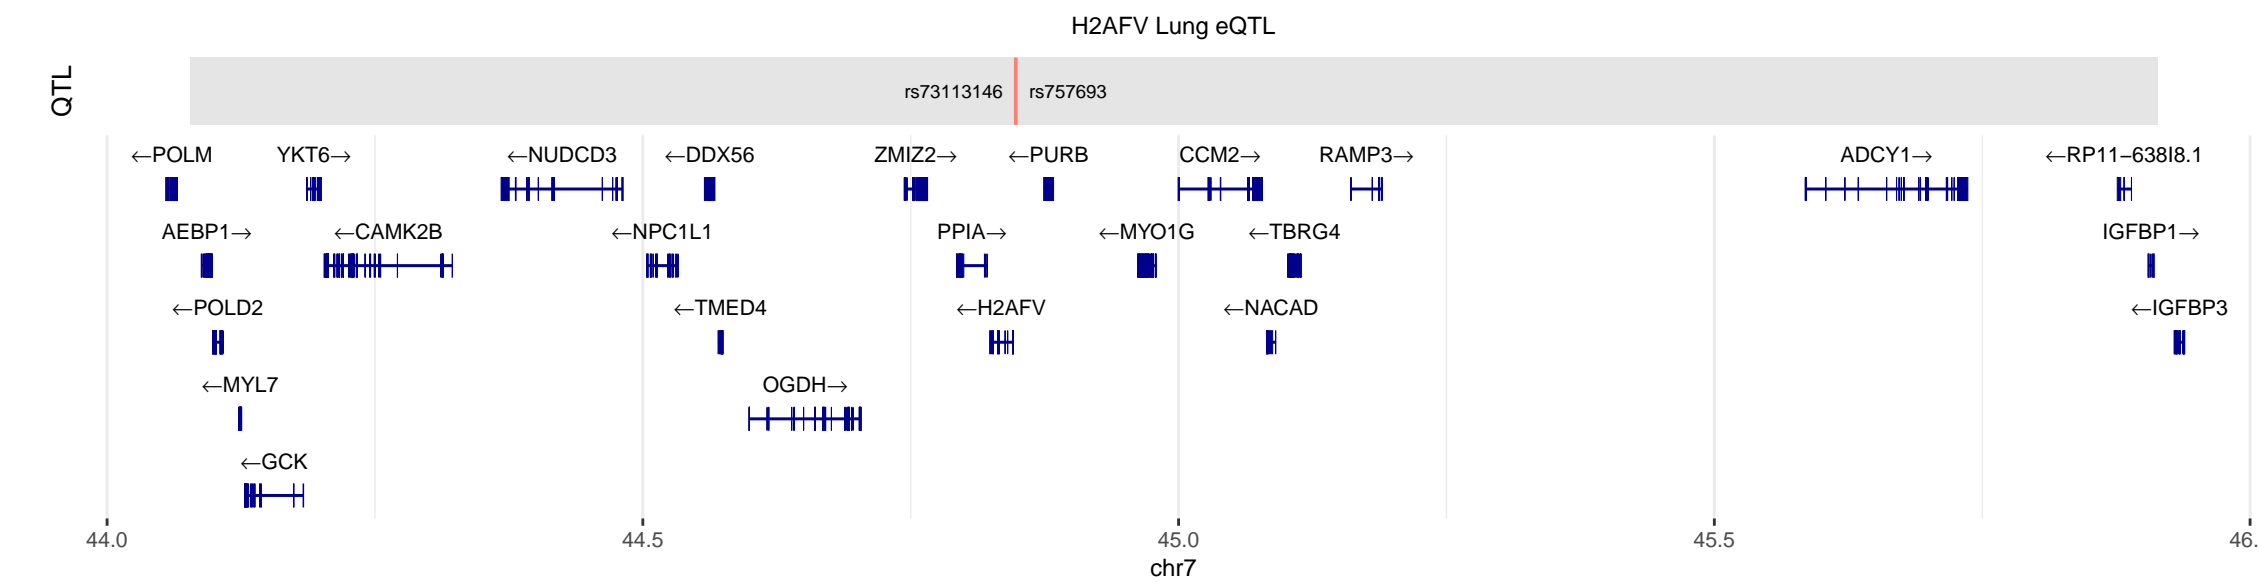 H2AFV Lung eQTL
QTL
rs73113146 rs757693
←POLM YKT6→ ←NUDCD3 ←DDX56 ZMIZ2→ ←PURB CCM2→ RAMP3→ ADCY1→ ←RP11−638I8.1
AEBP1→ ←CAMK2B ←NPC1L1 PPIA→ ←MYO1G ←TBRG4 IGFBP1→
←POLD2 ←TMED4 ←H2AFV ←NACAD ←IGFBP3
←MYL7 OGDH→
←GCK
44.0 44.5 45.0 45.5 46.
chr7